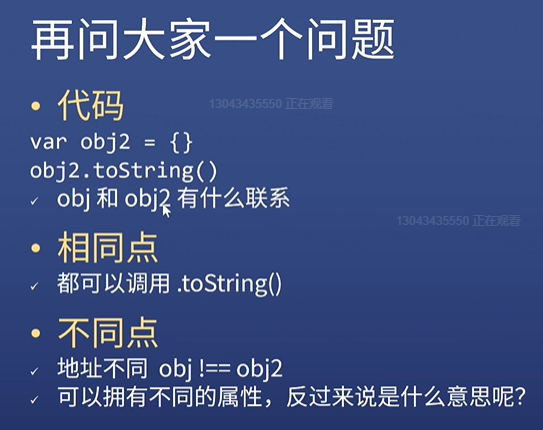 再问大家一个问题
• 代码
13043435550 正在观看
var obj2 = {}
obj2.toString()
✓ obj 和 obj2 有什么联系
13043435550 正在观看
• 相同点
✓ 都可以调用 .toString()
• 不同点
✓ 地址不同 obj !== obj2
✓ 可以拥有不同的属性，反过来说是什么意思呢？